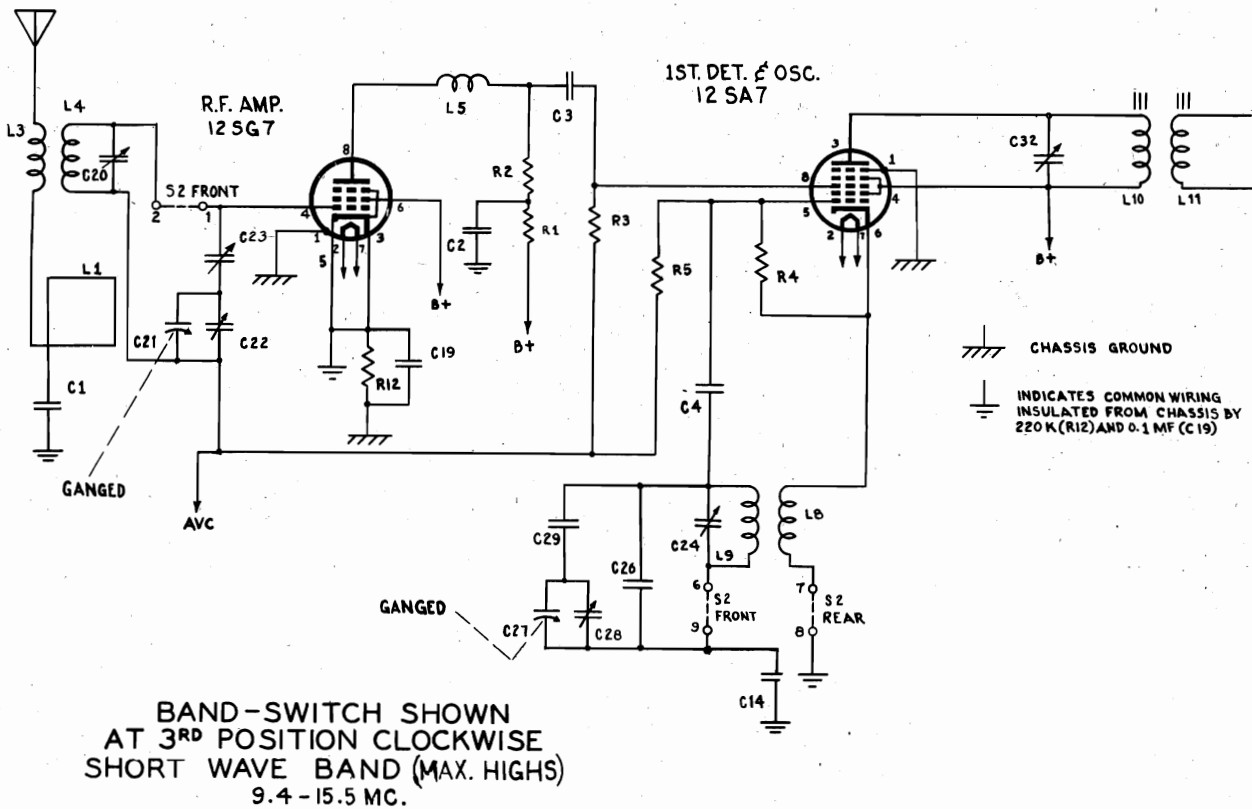 L3
L4
C20
R.F. AMP.
12SG7
S2 FRONT
2
1
C23
L1
C21
C22
C1
GANGED
AVC
8
4
6
1
2
7
3
5
B+
R12
C19
L5
C3
R2
C2
R1
B+
R3
1ST. DET. & OSC.
12 SA7
3
1
8
5
4
2
7
6
R5
R4
C4
C32
L10
L11
B+
CHASSIS GROUND
INDICATES COMMON WIRING
INSULATED FROM CHASSIS BY
220 K (R12) AND 0.1 MF (C19)
C29
C26
C24
L9
L8
GANGED
C27
C28
6
S2
FRONT
9
7
S2
REAR
8
C14
BAND-SWITCH SHOWN
AT 3RD POSITION CLOCKWISE
SHORT WAVE BAND (MAX. HIGHS)
9.4-15.5 MC.